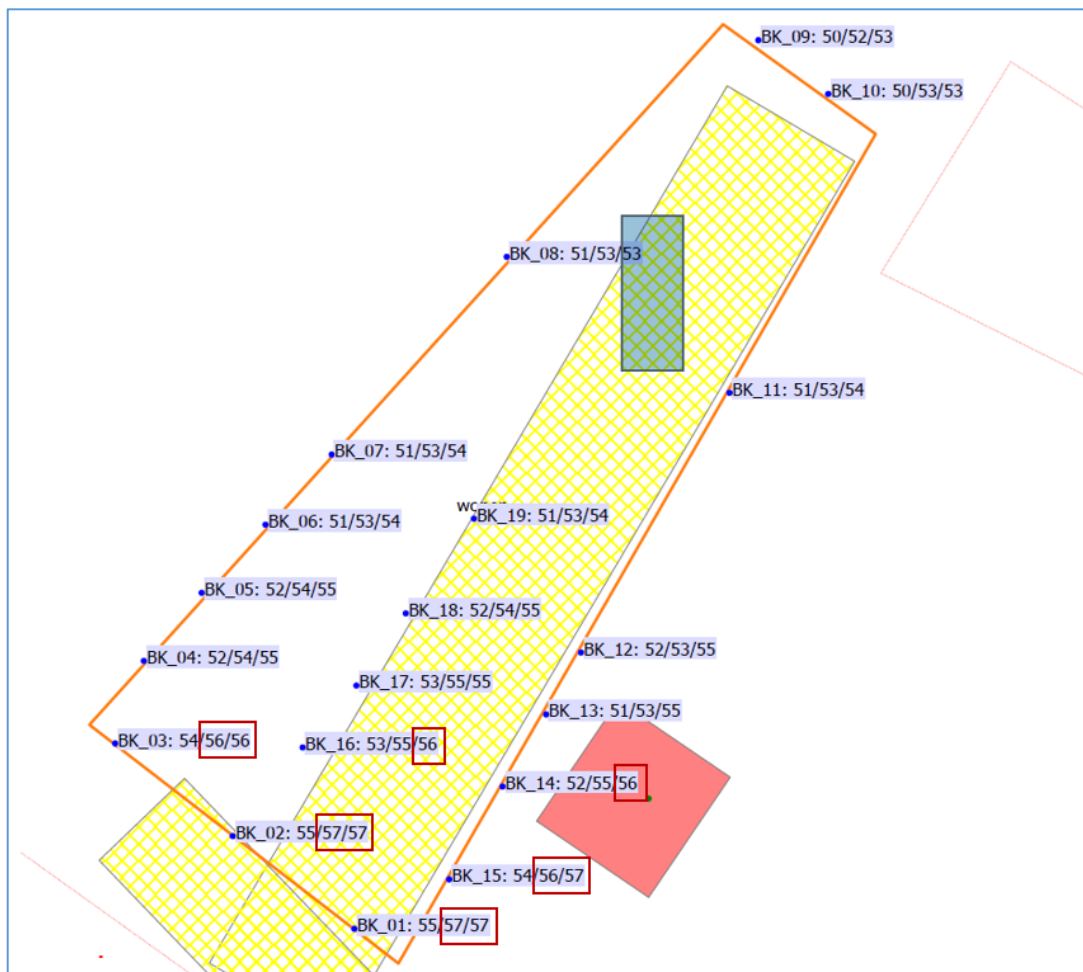 BK_09: 50/52/53
BK_10: 50/53/53
BK_08: 51/53/53
BK_11: 51/53/54
BK_07: 51/53/54
BK_19: 51/53/54
BK_06: 51/53/54
BK_05: 52/54/55
BK_18: 52/54/55
BK_12: 52/53/55
BK_04: 52/54/55
BK_17: 53/55/55
BK_13: 51/53/55
BK_03: 54/56/56
BK_16: 53/55/56
BK_14: 52/55/56
BK_02: 55/57/57
BK_15: 54/56/57
BK_01: 55/57/57